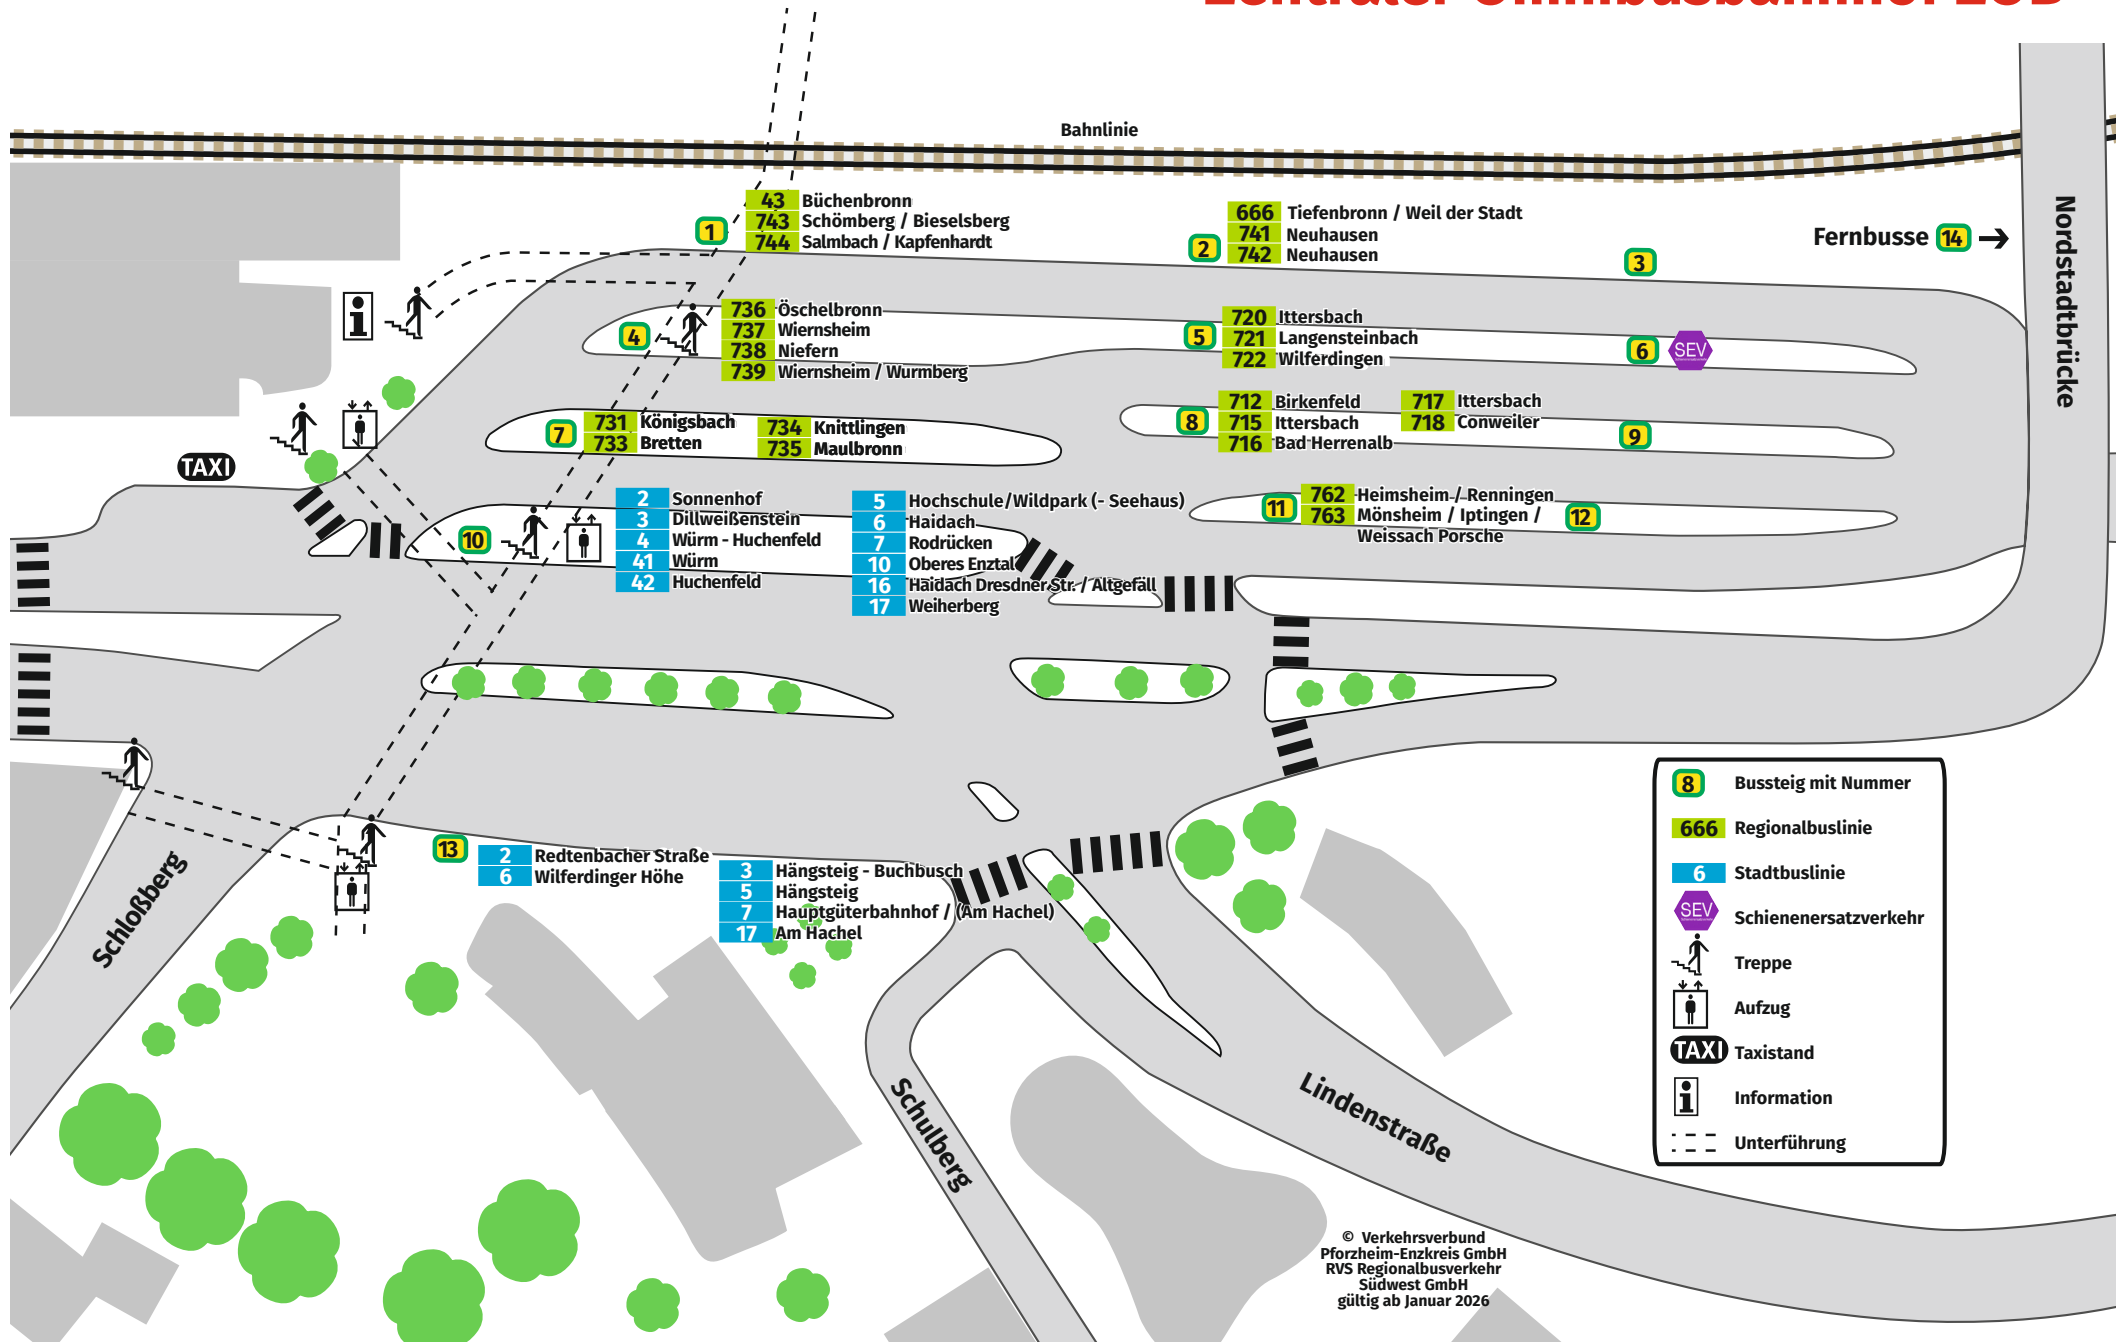 Zentraler Omnibusbahnhof ZOB
Bahnlinie
Nordstadtbrücke
Fernbusse 14
1
43 Büchenbronn
743 Schömberg / Bieselsberg
744 Salmbach / Kapfenhardt
2
666 Tiefenbronn / Weil der Stadt
741 Neuhausen
742 Neuhausen
3
4
736 Öschelbronn
737 Wiernsheim
738 Niefern
739 Wiernsheim / Wurmberg
5
720 Ittersbach
721 Langensteinbach
722 Wilferdingen
6 SEV
7
731 Königsbach
733 Bretten
734 Knittlingen
735 Maulbronn
8
712 Birkenfeld
715 Ittersbach
716 Bad Herrenalb
717 Ittersbach
718 Conweiler
9
TAXI
10
2 Sonnenhof
3 Dillweißenstein
4 Würm - Huchenfeld
41 Würm
42 Huchenfeld
5 Hochschule/Wildpark (- Seehaus)
6 Haidach
7 Rodrücken
10 Oberes Enztal
16 Haidach Dresdner Str. / Altgefäll
17 Weiherberg
11
762 Heimsheim / Renningen
763 Mönsheim / Iptingen /
Weissach Porsche
12
13
2 Redtenbacher Straße
6 Wilferdinger Höhe
3 Hängsteig - Buchbusch
5 Hängsteig
7 Hauptgüterbahnhof / (Am Hachel)
17 Am Hachel
Schloßberg
Schulberg
Lindenstraße
8 Bussteig mit Nummer
666 Regionalbuslinie
6 Stadtbuslinie
SEV Schienenersatzverkehr
Treppe
Aufzug
TAXI Taxistand
Information
Unterführung
© Verkehrsverbund
Pforzheim-Enzkreis GmbH
RVS Regionalbusverkehr
Südwest GmbH
gültig ab Januar 2026